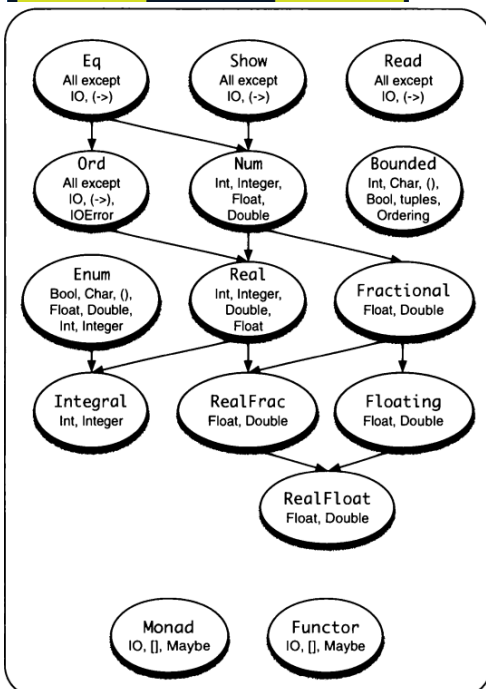 Eq
All except
IO, (->)
Show
All except
IO, (->)
Read
All except
IO, (->)
Ord
All except
IO, (->),
IOError
Num
Int, Integer,
Float,
Double
Bounded
Int, Char, (),
Bool, tuples,
Ordering
Enum
Bool, Char, (),
Float, Double,
Int, Integer
Real
Int, Integer,
Double,
Float
Fractional
Float, Double
Integral
Int, Integer
RealFrac
Float, Double
Floating
Float, Double
RealFloat
Float, Double
Monad
IO, [], Maybe
Functor
IO, [], Maybe